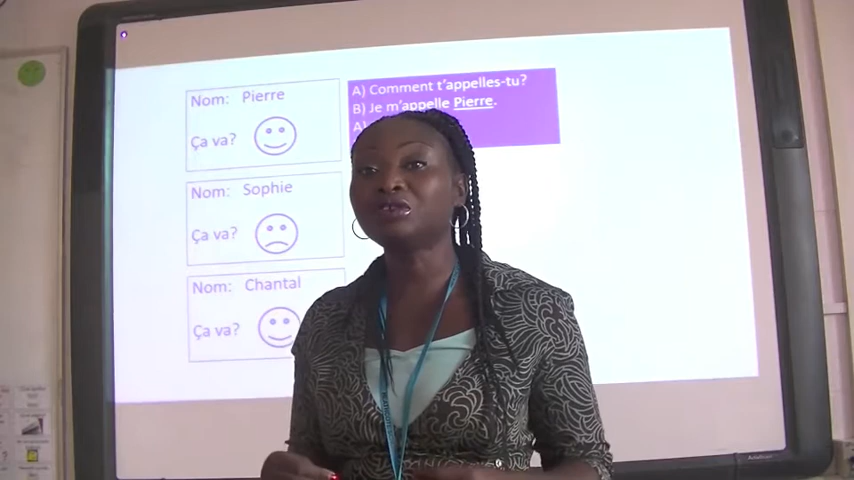 Nom: Pierre
Ça va?
Nom: Sophie
Ça va?
Nom: Chantal
Ça va?
A) Comment t'appelles-tu?
B) Je m'appelle Pierre.
A)